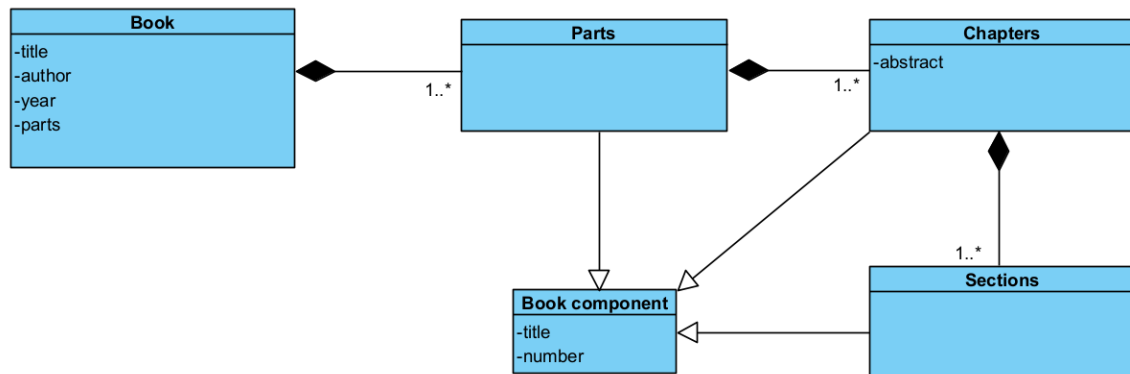 Book
-title
-author
-year
-parts
1..*
Parts
1..*
Chapters
-abstract
1..*
Sections
Book component
-title
-number